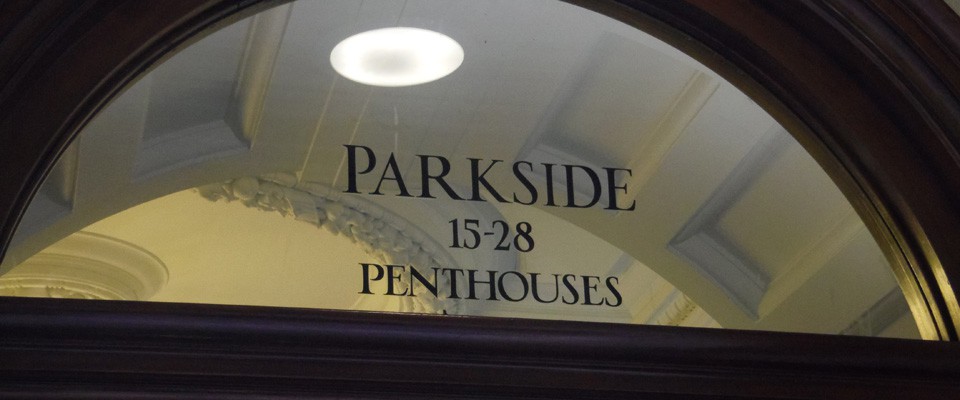 PARKSIDE
15-28
PENTHOUSES